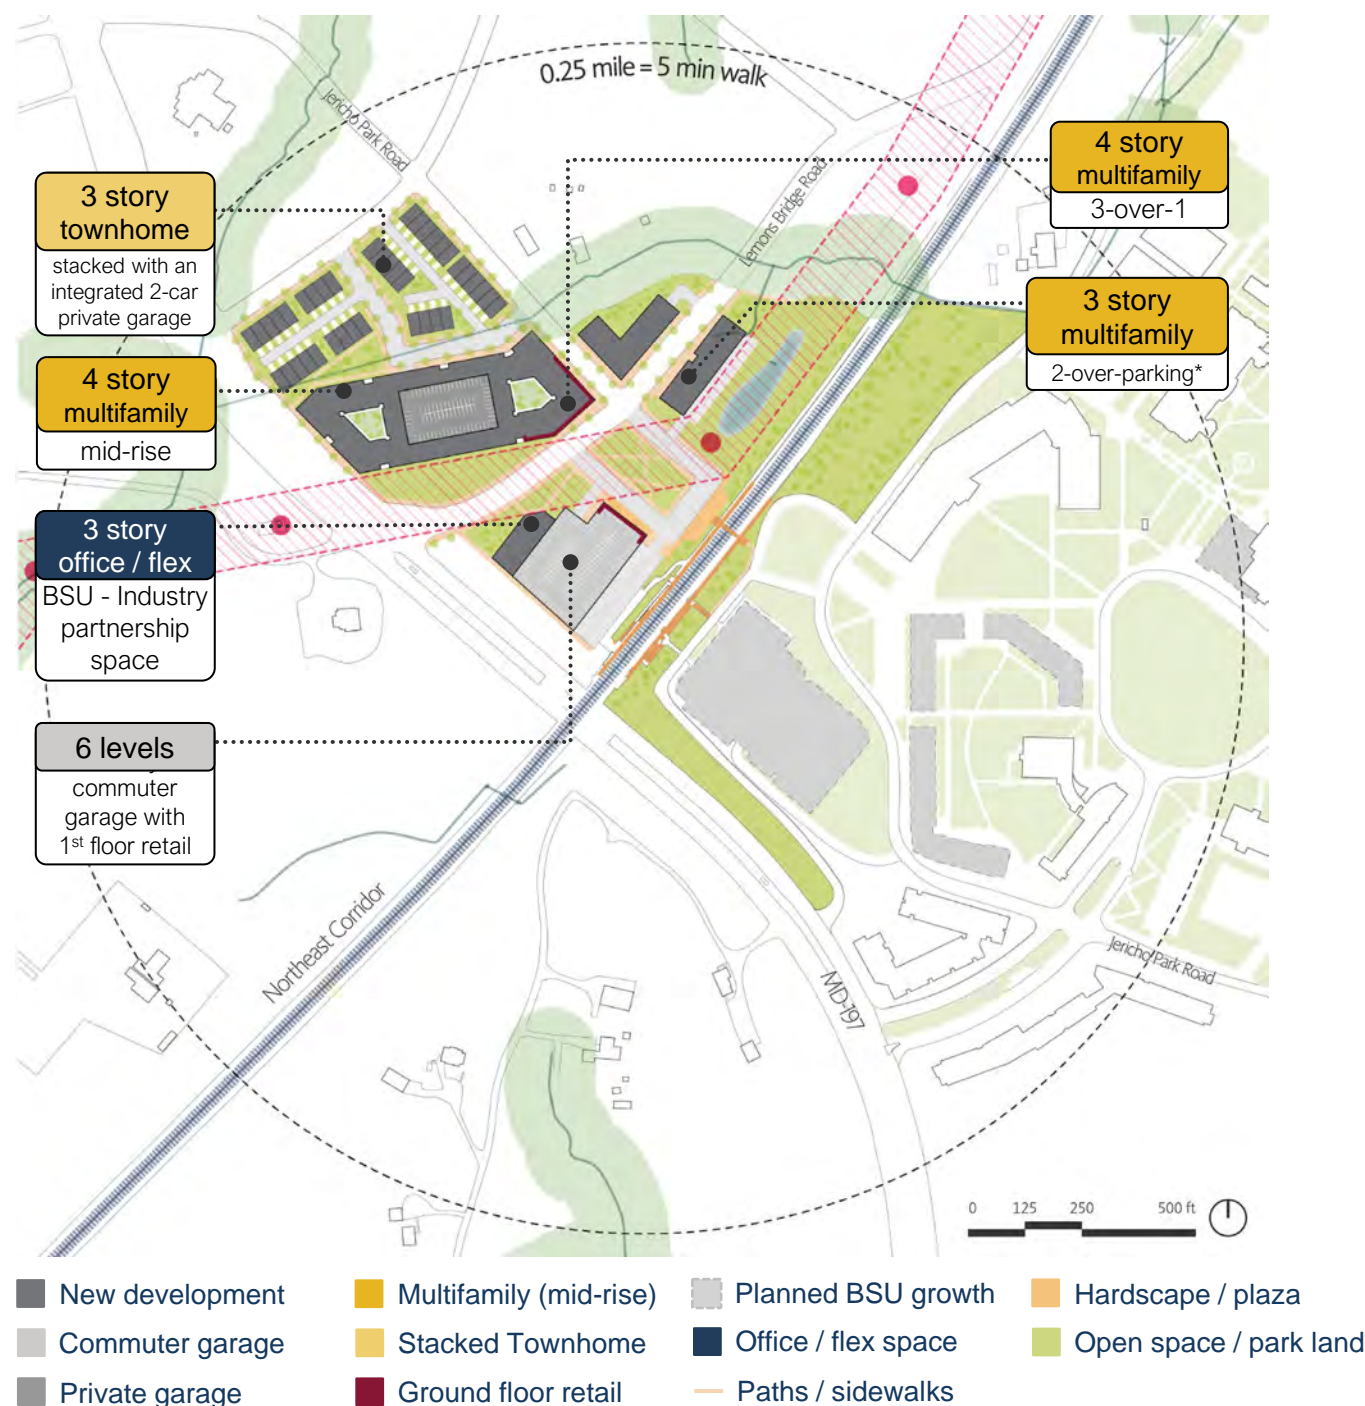 0.25 mile = 5 min walk
Jericho Park Road
Lemons Bridge Road
4 story
multifamily
3-over-1
3 story
townhome
stacked with an
integrated 2-car
private garage
3 story
multifamily
2-over-parking*
4 story
multifamily
mid-rise
3 story
office / flex
BSU - Industry
partnership
space
6 levels
commuter
garage with
1st floor retail
Northeast Corridor
MD-197
Jericho Park Road
0 125 250 500 ft
New development
Multifamily (mid-rise)
Planned BSU growth
Hardscape / plaza
Commuter garage
Stacked Townhome
Office / flex space
Open space / park land
Private garage
Ground floor retail
Paths / sidewalks